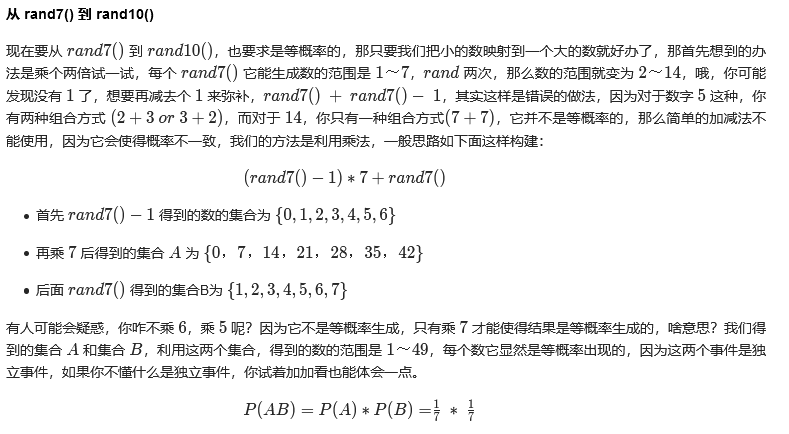 从 rand7() 到 rand10()
现在要从 rand7() 到 rand10()，也要求是等概率的，那只要我们把小的数映射到一个大的数就好办了，那首先想到的办
法是乘个两倍试一试，每个 rand7() 它能生成数的范围是 1～7，rand 两次，那么数的范围就变为 2～14，哦，你可能
发现没有 1 了，想要再减去个 1 来弥补，rand7() + rand7() − 1，其实这样是错误的做法，因为对于数字 5 这种，你
有两种组合方式 (2 + 3 or 3 + 2)，而对于 14，你只有一种组合方式(7 + 7)，它并不是等概率的，那么简单的加减法不
能使用，因为它会使得概率不一致，我们的方法是利用乘法，一般思路如下面这样构建：
(rand7() − 1) ∗ 7 + rand7()
• 首先 rand7() − 1 得到的数的集合为 {0, 1, 2, 3, 4, 5, 6}
• 再乘 7 后得到的集合 A 为 {0，7，14，21，28，35，42}
• 后面 rand7() 得到的集合B为 {1, 2, 3, 4, 5, 6, 7}
有人可能会疑惑，你咋不乘 6，乘 5 呢？因为它不是等概率生成，只有乘 7 才能使得结果是等概率生成的，啥意思？我们得
到的集合 A 和集合 B，利用这两个集合，得到的数的范围是 1～49，每个数它显然是等概率出现的，因为这两个事件是独
立事件，如果你不懂什么是独立事件，你试着加加看也能体会一点。
P(AB) = P(A) ∗ P(B) = 1/7 ∗ 1/7